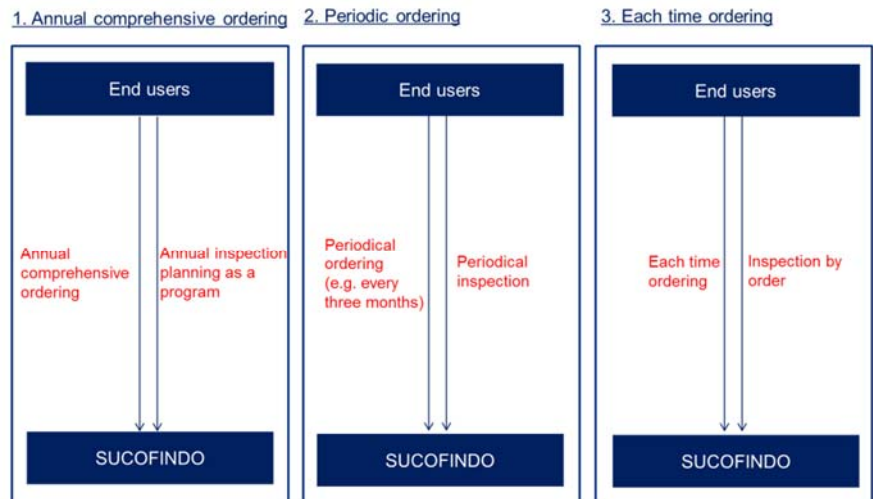 1. Annual comprehensive ordering
2. Periodic ordering
3. Each time ordering
End users
Annual
comprehensive
ordering
Annual inspection
planning as a
program
SUCOFINDO
End users
Periodical
ordering
(e.g. every
three months)
Periodical
inspection
SUCOFINDO
End users
Each time
ordering
Inspection by
order
SUCOFINDO